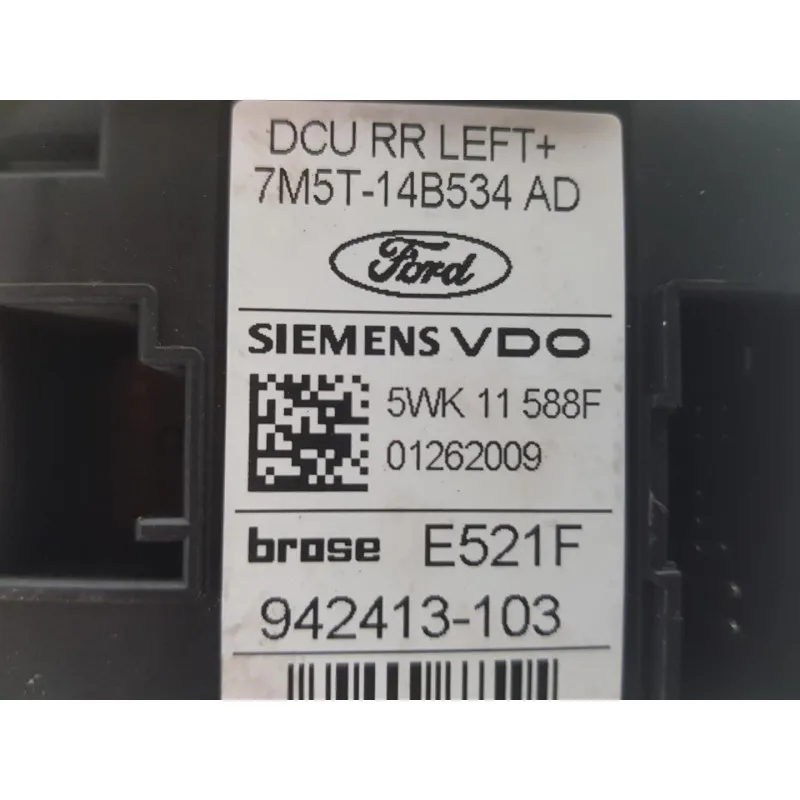 DCU RR LEFT+
7M5T-14B534 AD
Ford
SIEMENS VDO
5WK 11 588F
01262009
brose E521F
942413-103